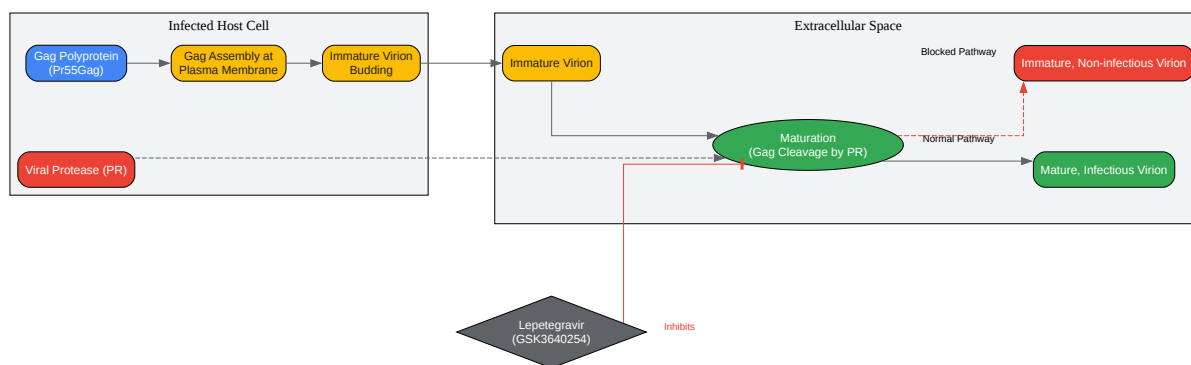 Infected Host Cell
Gag Polyprotein
(Pr55Gag)
Gag Assembly at
Plasma Membrane
Immature Virion
Budding
Viral Protease (PR)
Extracellular Space
Immature Virion
Blocked Pathway
Immature, Non-infectious Virion
Maturation
(Gag Cleavage by PR)
Normal Pathway
Mature, Infectious Virion
Lepetegravir
(GSK3640254)
Inhibits